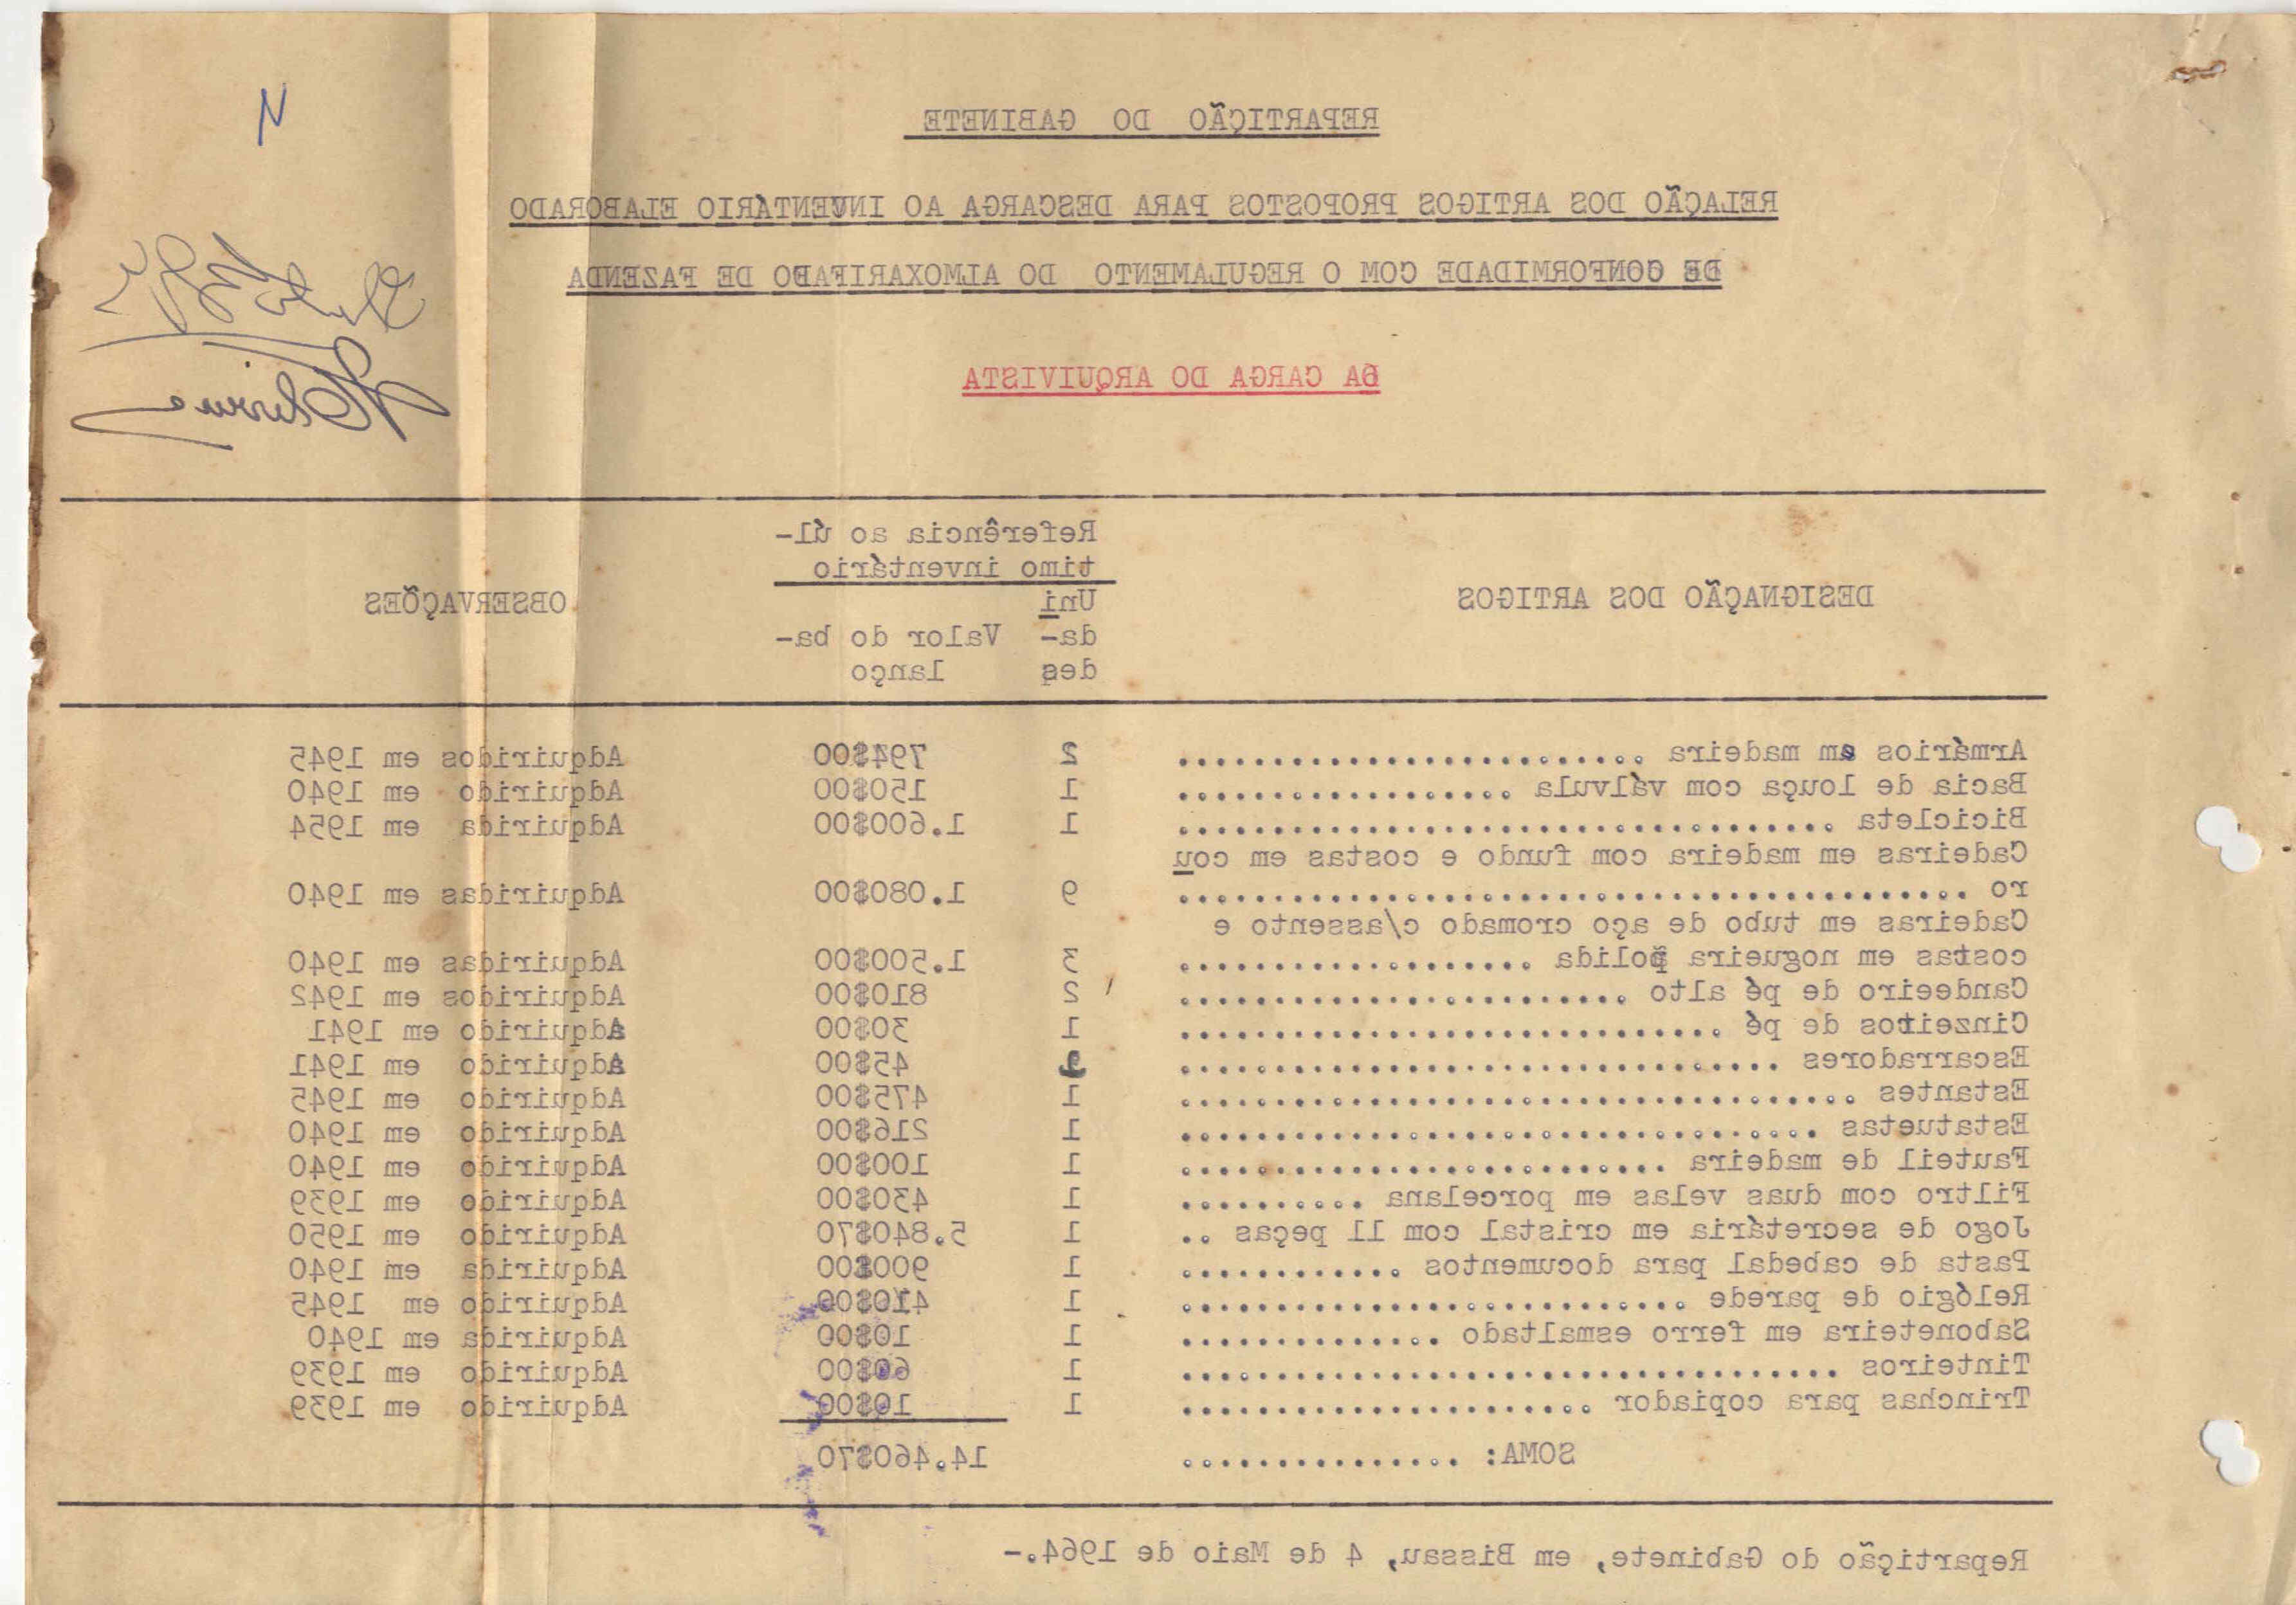 REPARTIÇÃO DO GABINETE
RELAÇÃO DOS ARTIGOS PROPOSTOS PARA DESCARGA AO INVENTÁRIO ELABORADO
DE CONFORMIDADE COM O REGULAMENTO DO ALMOXARIFADO DE FAZENDA
DA CARGA DO ARQUIVISTA
DESIGNAÇÃO DOS ARTIGOS
Referência ao úl-
timo inventário
Uni
da- Valor do ba-
des lanço
OBSERVAÇÕES
Armários em madeira ......................... 2 794$00 Adquiridos em 1945
Bacia de louça com válvula .................. 1 150$00 Adquirido em 1940
Bicicleta ................................... 1 1.600$00 Adquirida em 1954
Cadeiras em madeira com fundo e costas em cou
ro .......................................... 9 1.080$00 Adquiridas em 1940
Cadeiras em tubo de aço cromado c/assento e
costas em nogueira polida ................... 3 1.500$00 Adquiridas em 1940
Candeeiro de pé alto ........................ 2 810$00 Adquiridos em 1942
Cinzeiros de pé ............................. 1 30$00 Adquirido em 1941
Escarradores ................................ 1 45$00 Adquirido em 1941
Estantes .................................... 1 475$00 Adquirido em 1945
Estatuetas .................................. 1 216$00 Adquirido em 1940
Fauteil de madeira .......................... 1 100$00 Adquirido em 1940
Filtro com duas velas em porcelana .......... 1 430$00 Adquirido em 1939
Jogo de secretária em cristal com 11 peças .. 1 5.840$70 Adquirido em 1950
Pasta de cabedal para documentos ............ 1 900$00 Adquirida em 1940
Relógio de parede ........................... 1 410$00 Adquirido em 1945
Saboneteira em ferro esmaltado .............. 1 10$00 Adquirida em 1940
Tinteiros ................................... 1 60$00 Adquirido em 1939
Trinchas para copiador ...................... 1 10$00 Adquirido em 1939
SOMA: ............... 14.460$70
Repartição do Gabinete, em Bissau, 4 de Maio de 1964.-